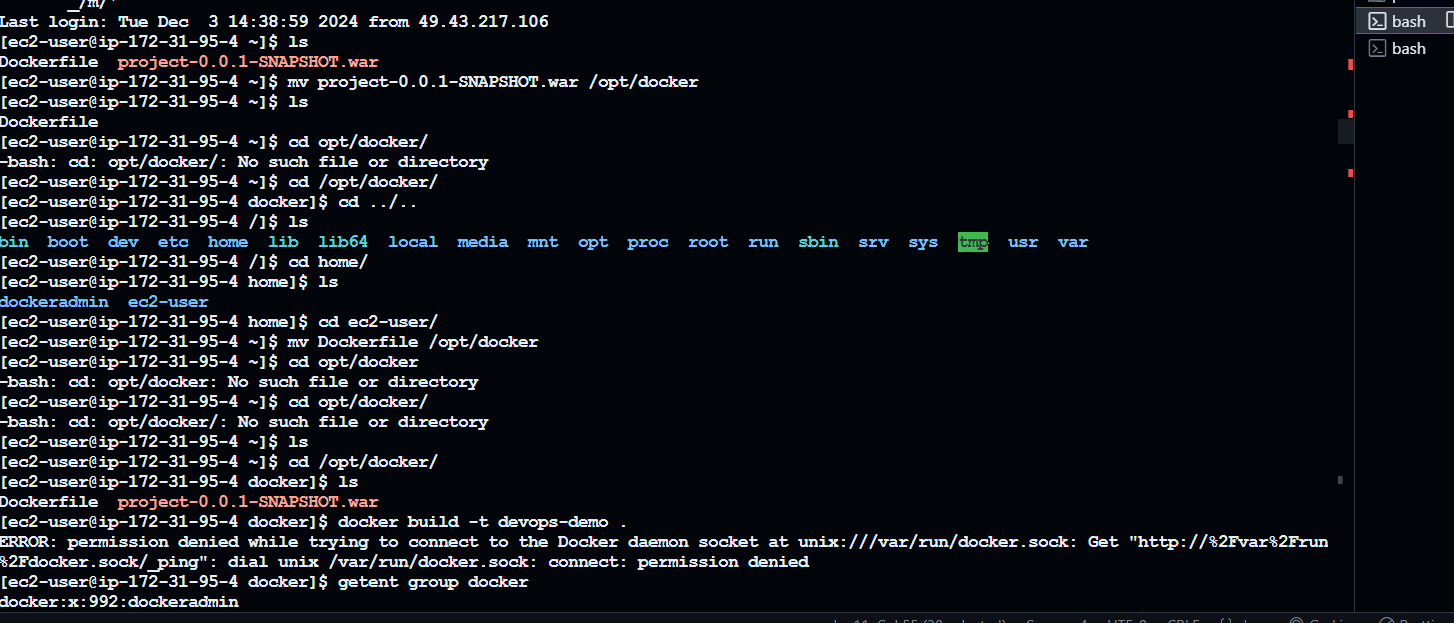 _/m/'
Last login: Tue Dec  3 14:38:59 2024 from 49.43.217.106
[ec2-user@ip-172-31-95-4 ~]$ ls
Dockerfile  project-0.0.1-SNAPSHOT.war
[ec2-user@ip-172-31-95-4 ~]$ mv project-0.0.1-SNAPSHOT.war /opt/docker
[ec2-user@ip-172-31-95-4 ~]$ ls
Dockerfile
[ec2-user@ip-172-31-95-4 ~]$ cd opt/docker/
-bash: cd: opt/docker/: No such file or directory
[ec2-user@ip-172-31-95-4 ~]$ cd /opt/docker/
[ec2-user@ip-172-31-95-4 docker]$ cd ../..
[ec2-user@ip-172-31-95-4 /]$ ls
bin  boot  dev  etc  home  lib  lib64  local  media  mnt  opt  proc  root  run  sbin  srv  sys  tmp  usr  var
[ec2-user@ip-172-31-95-4 /]$ cd home/
[ec2-user@ip-172-31-95-4 home]$ ls
dockeradmin  ec2-user
[ec2-user@ip-172-31-95-4 home]$ cd ec2-user/
[ec2-user@ip-172-31-95-4 ~]$ mv Dockerfile /opt/docker
[ec2-user@ip-172-31-95-4 ~]$ cd opt/docker
-bash: cd: opt/docker: No such file or directory
[ec2-user@ip-172-31-95-4 ~]$ cd opt/docker/
-bash: cd: opt/docker/: No such file or directory
[ec2-user@ip-172-31-95-4 ~]$ ls
[ec2-user@ip-172-31-95-4 ~]$ cd /opt/docker/
[ec2-user@ip-172-31-95-4 docker]$ ls
Dockerfile  project-0.0.1-SNAPSHOT.war
[ec2-user@ip-172-31-95-4 docker]$ docker build -t devops-demo .
ERROR: permission denied while trying to connect to the Docker daemon socket at unix:///var/run/docker.sock: Get "http://%2Fvar%2Frun
%2Fdocker.sock/_ping": dial unix /var/run/docker.sock: connect: permission denied
[ec2-user@ip-172-31-95-4 docker]$ getent group docker
docker:x:992:dockeradmin
bash
bash